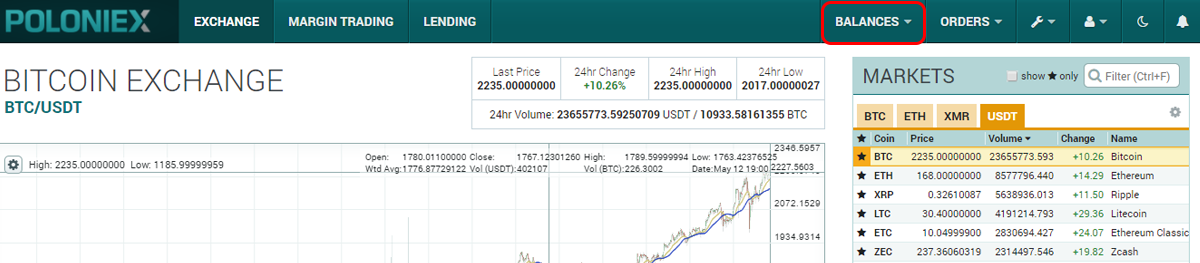 POLONIEX EXCHANGE MARGIN TRADING LENDING BALANCES ORDERS
BITCOIN EXCHANGE
BTC/USDT
Last Price 24hr Change 24hr High 24hr Low
2235.00000000 +10.26% 2235.00000000 2017.00000027
24hr Volume: 23655773.59250709 USDT / 10933.58161355 BTC
High: 2235.00000000 Low: 1185.99999959
Open: 1780.01100000 Close: 1767.12301260 High: 1789.59999994 Low: 1763.42376525
Wtd Avg:1776.87729122 Vol (USDT):402107 Vol (BTC):226.3002 Date:May 12 19:00
2346.5957
2227.5603
2072.1529
1934.9314
MARKETS show ★ only Filter (Ctrl+F)
BTC ETH XMR USDT
★ Coin Price Volume Change Name
★ BTC 2235.00000000 23655773.593 +10.26 Bitcoin
★ ETH 168.00000000 8577796.440 +14.29 Ethereum
★ XRP 0.32610087 5638936.013 +11.50 Ripple
★ LTC 30.40000000 4191214.793 +29.36 Litecoin
★ ETC 10.04999900 2830694.427 +24.07 Ethereum Classic
★ ZEC 237.36060319 2314497.546 +19.82 Zcash